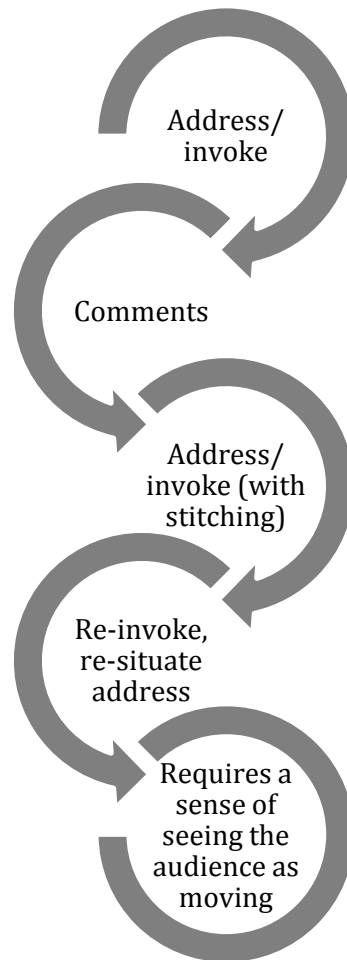 Address/
invoke
Comments
Address/
invoke (with
stitching)
Re-invoke,
re-situate
address
Requires a
sense of
seeing the
audience as
moving